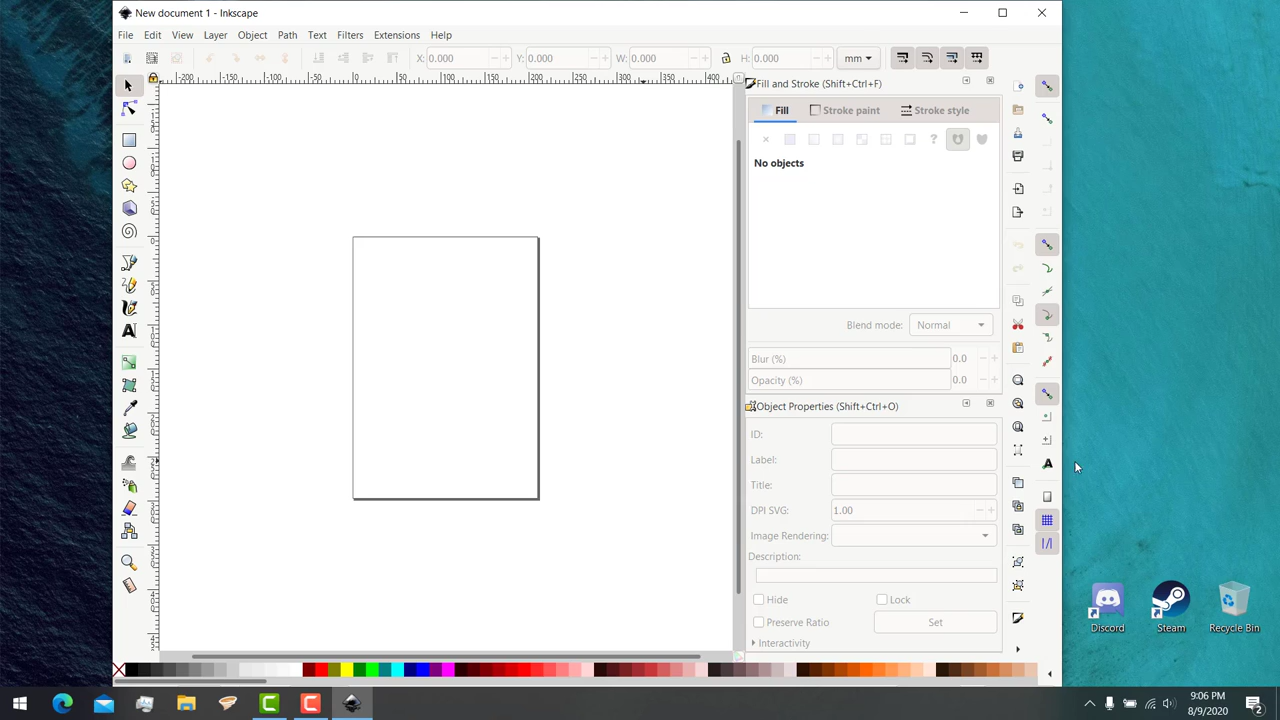 New document 1 - Inkscape
File Edit View Layer Object Path Text Filters Extensions Help
X: 0.000 Y: 0.000 W: 0.000 H: 0.000 mm
Fill and Stroke (Shift+Ctrl+F)
Fill Stroke paint Stroke style
No objects
Blend mode: Normal
Blur (%) 0.0
Opacity (%) 0.0
Object Properties (Shift+Ctrl+O)
ID:
Label:
Title:
DPI SVG: 1.00
Image Rendering:
Description:
Hide Lock
Preserve Ratio Set
Interactivity
Discord Steam Recycle Bin
9:06 PM
8/9/2020
2